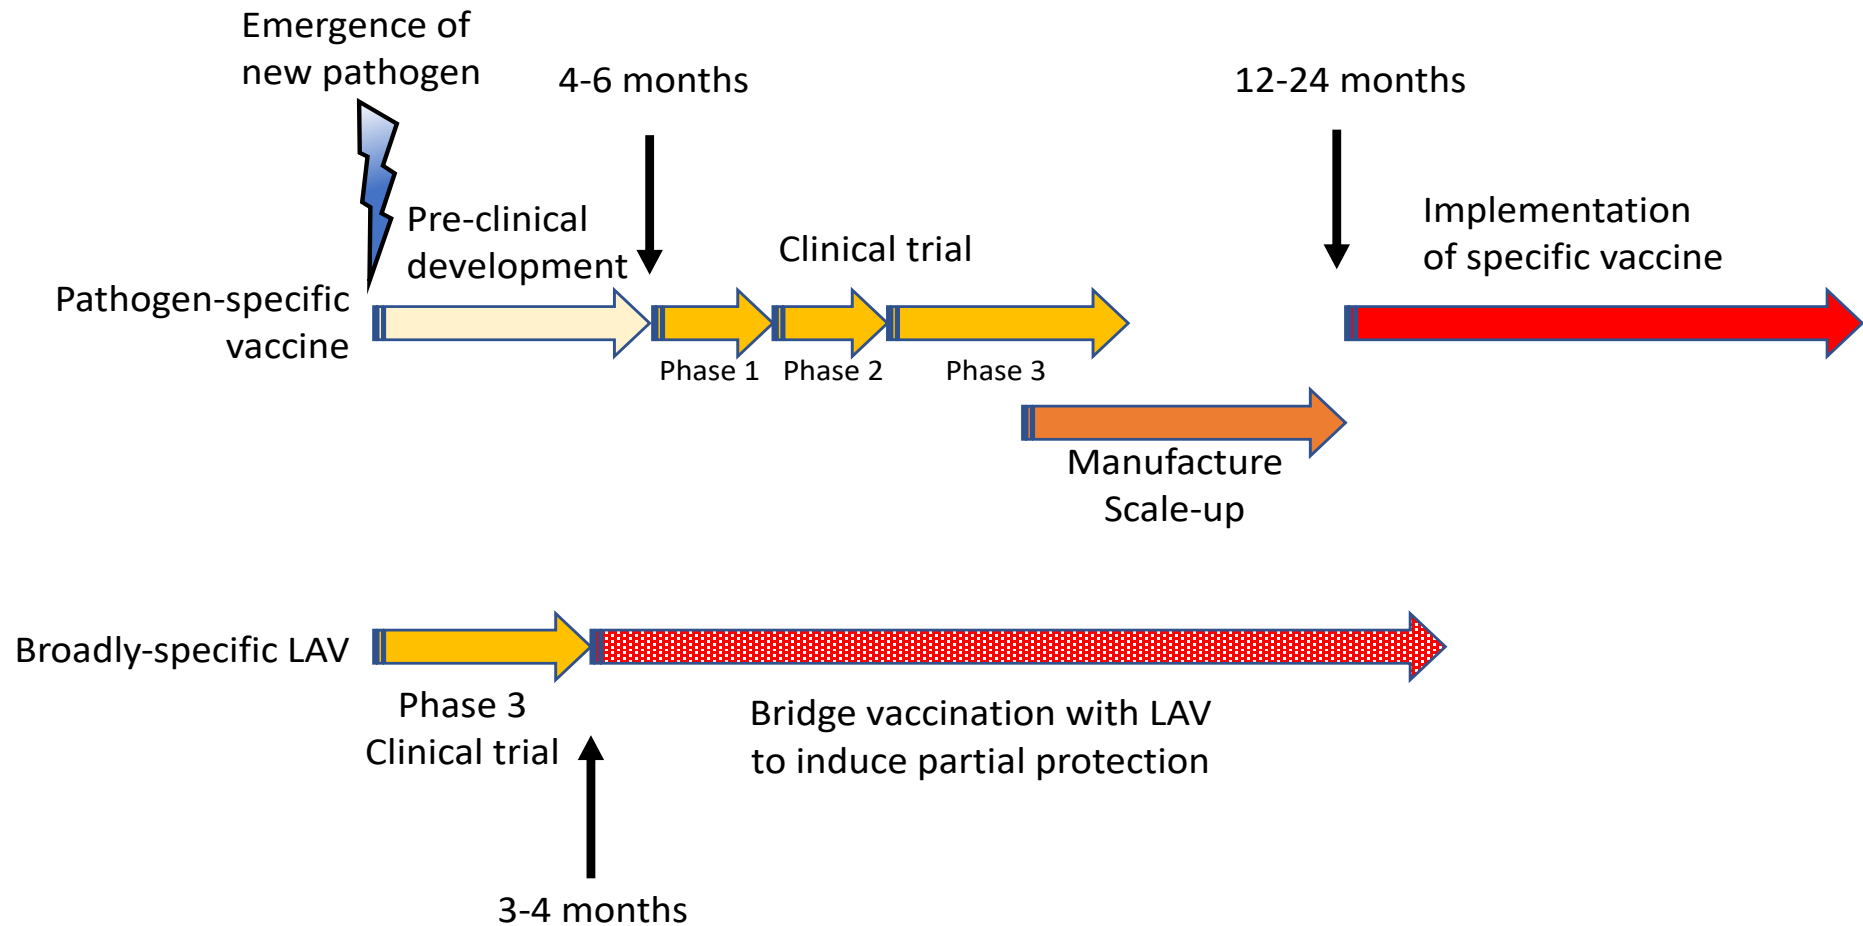 Emergence of
new pathogen
4-6 months
12-24 months
Pre-clinical
development
Clinical trial
Implementation
of specific vaccine
Pathogen-specific
vaccine
Phase 1
Phase 2
Phase 3
Manufacture
Scale-up
Broadly-specific LAV
Phase 3
Clinical trial
Bridge vaccination with LAV
to induce partial protection
3-4 months